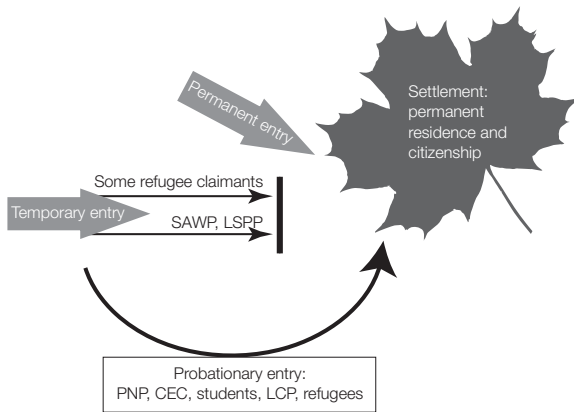 Permanent entry
Settlement:
permanent
residence and
citizenship
Some refugee claimants
Temporary entry
SAWP, LSPP
Probationary entry:
PNP, CEC, students, LCP, refugees